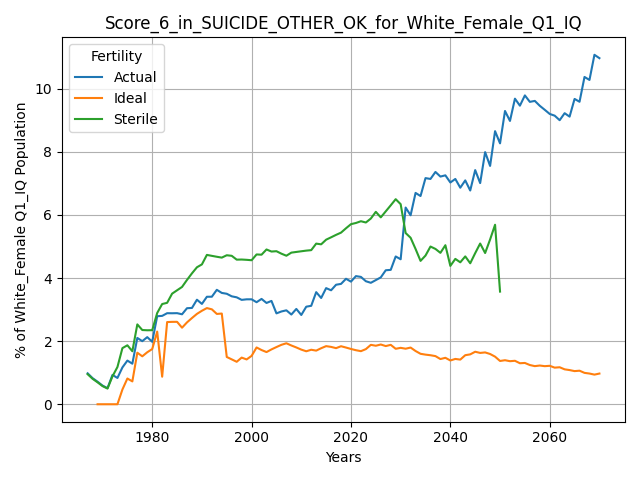 Score_6_in_SUICIDE_OTHER_OK_for_White_Female_Q1_IQ
Fertility
Actual
Ideal
Sterile
% of White_Female Q1_IQ Population
10
8
6
4
2
0
1980
2000
2020
2040
2060
Years